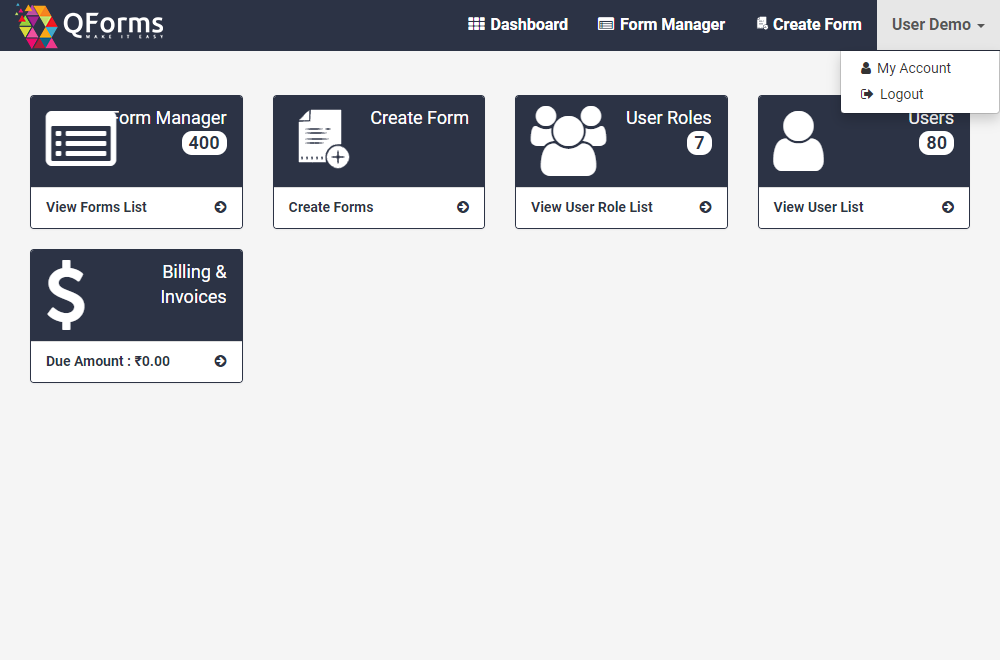 QForms
MAKE IT EASY
Dashboard
Form Manager
Create Form
User Demo
My Account
Logout
Form Manager
400
View Forms List
Create Form
Create Forms
User Roles
7
View User Role List
Users
80
View User List
Billing &
Invoices
Due Amount : ₹0.00